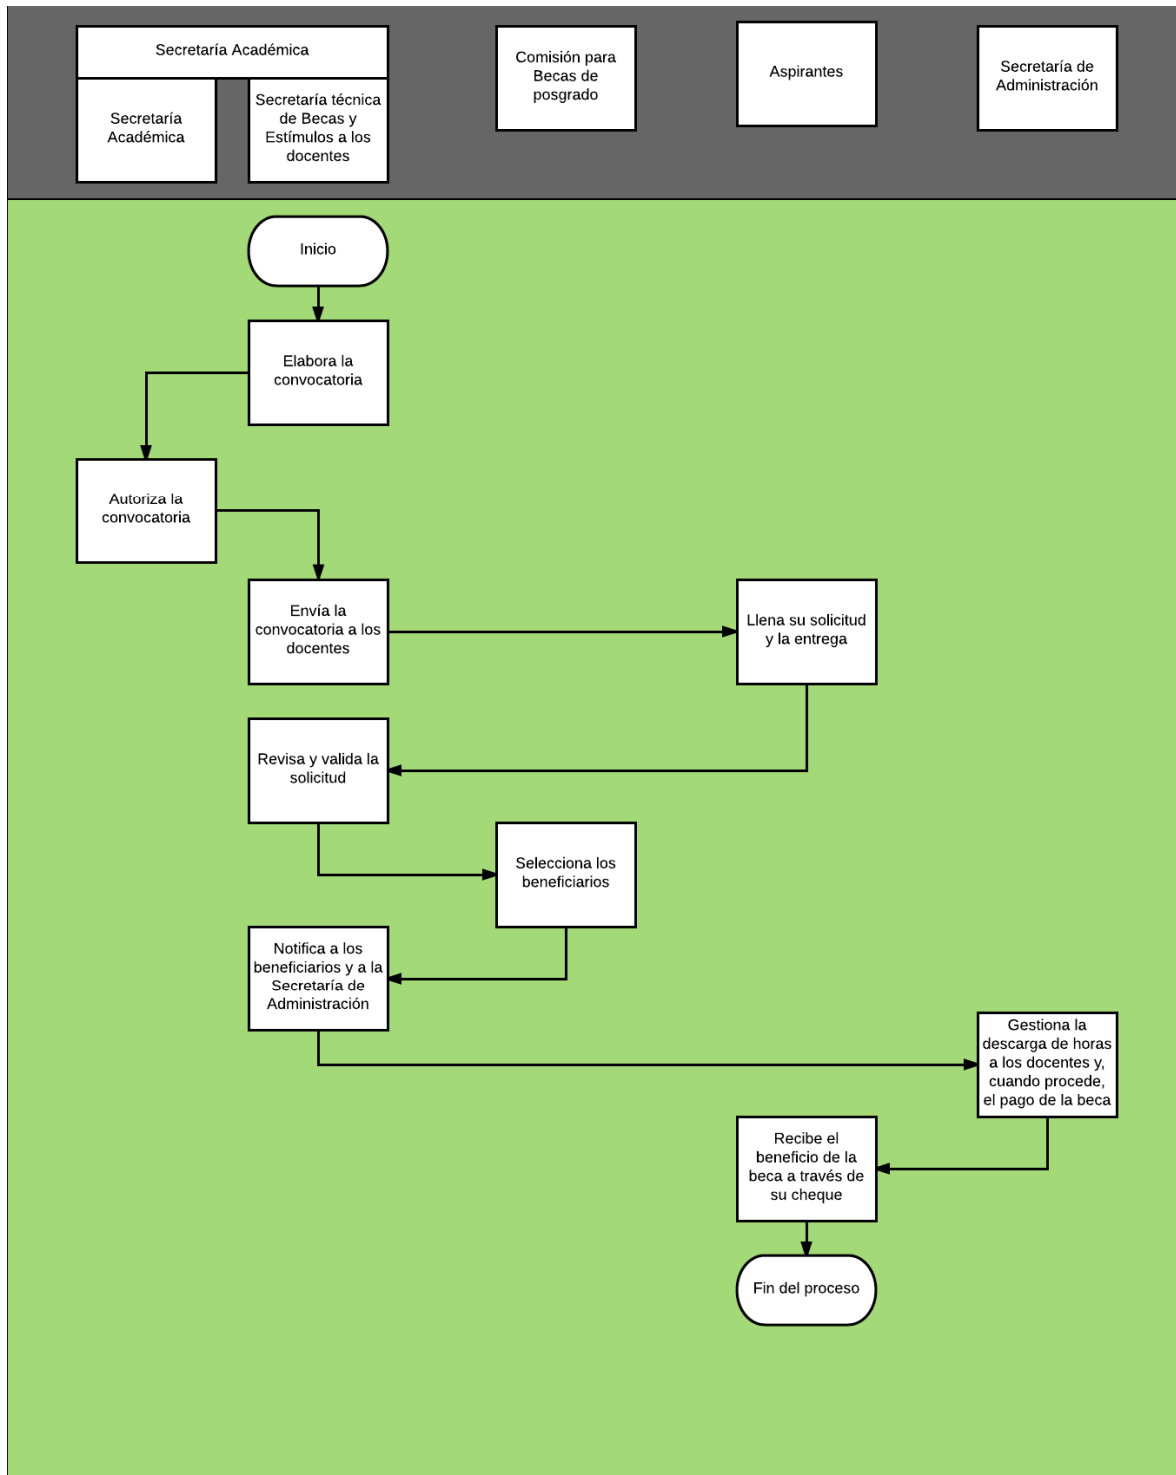 Secretaría Académica
Secretaría
Académica
Secretaría técnica
de Becas y
Estímulos a los
docentes
Comisión para
Becas de
posgrado
Aspirantes
Secretaría de
Administración
Inicio
Elabora la
convocatoria
Autoriza la
convocatoria
Envía la
convocatoria a los
docentes
Llena su solicitud
y la entrega
Revisa y valida la
solicitud
Selecciona los
beneficiarios
Notifica a los
beneficiarios y a la
Secretaría de
Administración
Gestiona la
descarga de horas
a los docentes y,
cuando procede,
el pago de la beca
Recibe el
beneficio de la
beca a través de
su cheque
Fin del proceso